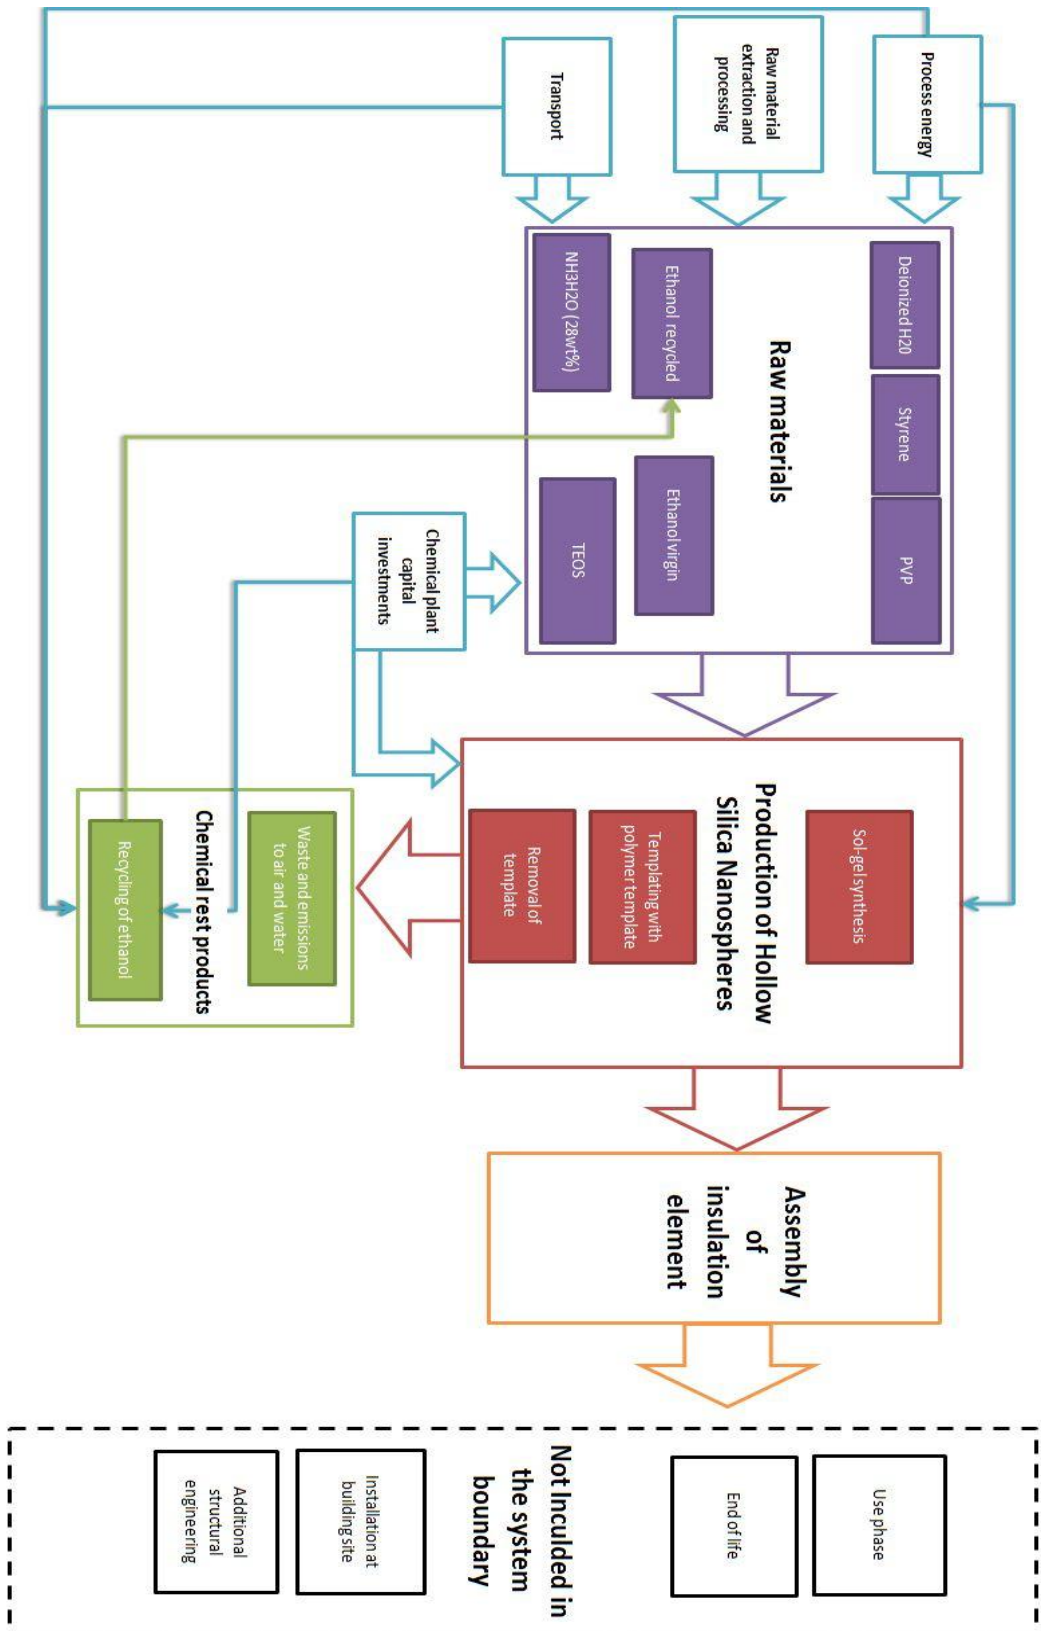 Process energy
Raw material
extraction and
processing
Transport
Raw materials
Deionized H20
Styrene
PVP
Ethanol recycled
Ethanol virgin
NH3H2O (28wt%)
TEOS
Chemical plant
capital
investments
Production of Hollow
Silica Nanospheres
Sol-gel synthesis
Templating with
polymer template
Removal of
template
Chemical rest products
Waste and emissions
to air and water
Recycling of ethanol
Assembly
of
insulation
element
Use phase
End of life
Not Inculded in
the system
boundary
Installation at
building site
Additional
structural
engineering